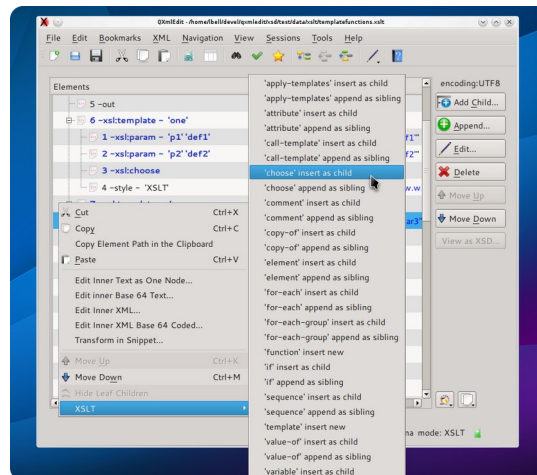 QXmlEdit - /home/lbell/devel/qxmledit/xsd/test/data/xslt/templatefunctions.xslt
File Edit Bookmarks XML Navigation View Sessions Tools Help
Elements
5 -out
6 -xsl:template - 'one'
1 -xsl:param - 'p1''def1'
2 -xsl:param - 'p2''def2'
3 -xsl:choose
4 -style - 'XSLT'
f1'"
f2'"
w.w
ar3"
Cut Ctrl+X
Copy Ctrl+C
Copy Element Path in the Clipboard
Paste Ctrl+V
Edit Inner Text as One Node...
Edit inner Base 64 Text...
Edit Inner XML...
Edit Inner XML Base 64 Coded...
Transform in Snippet...
Move Up Ctrl+K
Move Down Ctrl+M
Hide Leaf Children
XSLT
'apply-templates' insert as child
'apply-templates' append as sibling
'attribute' insert as child
'attribute' append as sibling
'call-template' insert as child
'call-template' append as sibling
'choose' insert as child
'choose' append as sibling
'comment' insert as child
'comment' append as sibling
'copy-of' insert as child
'copy-of' append as sibling
'element' insert as child
'element' append as sibling
'for-each' insert as child
'for-each' append as sibling
'for-each-group' insert as child
'for-each-group' append as sibling
'function' insert new
'if' insert as child
'if' append as sibling
'sequence' insert as child
'sequence' append as sibling
'template' insert new
'value-of' insert as child
'value-of' append as sibling
'variable' insert as child
encoding:UTF8
Add Child...
Append...
Edit...
Delete
Move Up
Move Down
View as XSD...
ma mode: XSLT